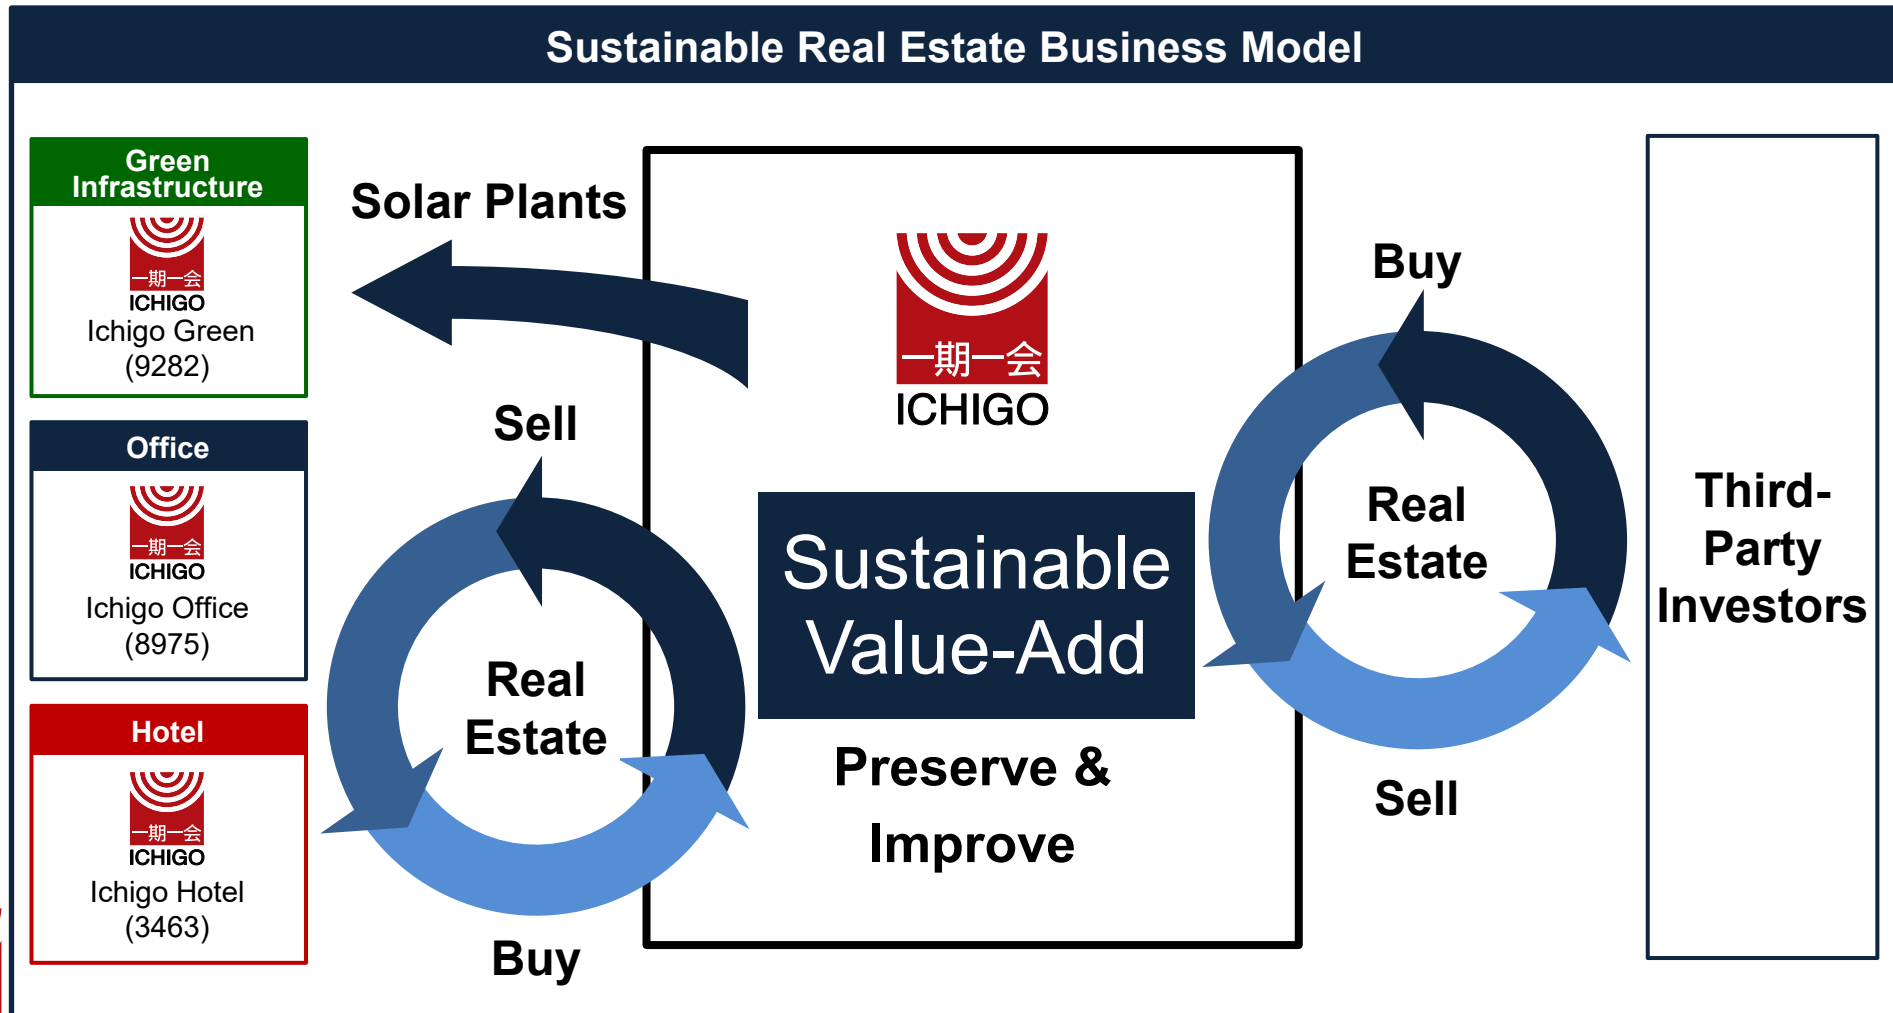 Sustainable Real Estate Business Model
Green
Infrastructure
一期一会
ICHIGO
Ichigo Green
(9282)
Office
一期一会
ICHIGO
Ichigo Office
(8975)
Hotel
一期一会
ICHIGO
Ichigo Hotel
(3463)
Solar Plants
Sell
Real
Estate
Buy
一期一会
ICHIGO
Sustainable
Value-Add
Preserve &
Improve
Buy
Real
Estate
Sell
Third-
Party
Investors